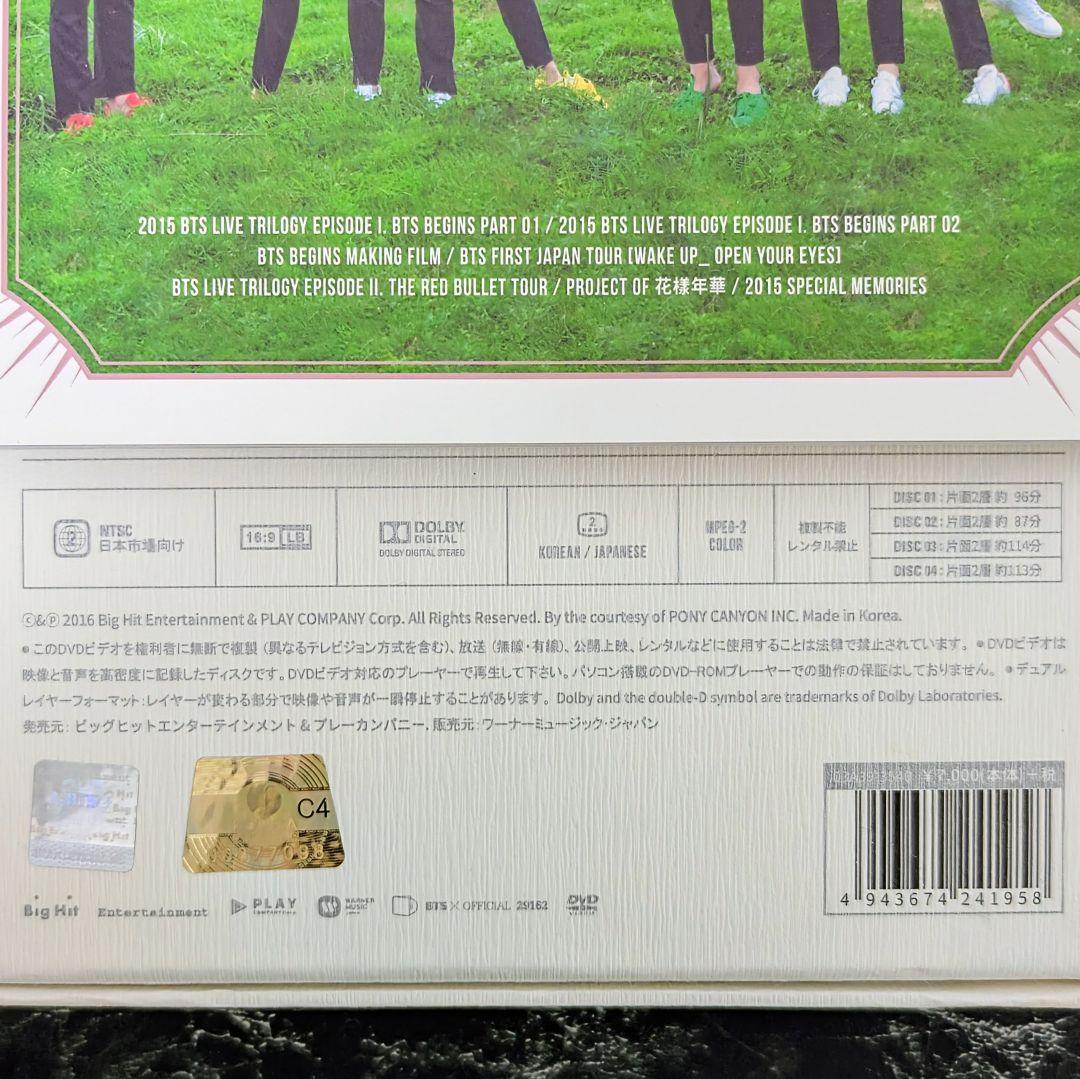 2015 BTS LIVE TRILOGY EPISODE I. BTS BEGINS PART 01 / 2015 BTS LIVE TRILOGY EPISODE I. BTS BEGINS PART 02
BTS BEGINS MAKING FILM / BTS FIRST JAPAN TOUR [WAKE UP_ OPEN YOUR EYES]
BTS LIVE TRILOGY EPISODE II. THE RED BULLET TOUR / PROJECT OF 花樣年華 / 2015 SPECIAL MEMORIES
2 NTSC
日本市場向け
16:9 LB
DOLBY
DIGITAL
DOLBY DIGITAL STEREO
2
KOREAN / JAPANESE
MPEG-2
COLOR
複製不能
レンタル禁止
DISC 01 : 片面2層 約 96分
DISC 02 : 片面2層 約 87分
DISC 03 : 片面2層 約114分
DISC 04 : 片面2層 約113分
Ⓒ&Ⓟ 2016 Big Hit Entertainment & PLAY COMPANY Corp. All Rights Reserved. By the courtesy of PONY CANYON INC. Made in Korea.
●このDVDビデオを権利者に無断で複製 (異なるテレビジョン方式を含む)、放送 (無線・有線)、公開上映、レンタルなどに使用することは法律で禁止されています。●DVDビデオは
映像と音声を高密度に記録したディスクです。DVDビデオ対応のプレーヤーで再生して下さい。パソコン搭載のDVD-ROMプレーヤーでの動作の保証はしておりません。●デュアル
レイヤーフォーマット:レイヤーが変わる部分で映像や音声が一瞬停止することがあります。Dolby and the double-D symbol are trademarks of Dolby Laboratories.
発売元: ビッグヒットエンターテインメント & プレーカンパニー, 販売元: ワーナーミュージック・ジャパン
C4
Big Hit Entertainment PLAY WARNER MUSIC BTS × OFFICIAL 29162 DVD
¥7,000(本体)+税
4 943674 241958